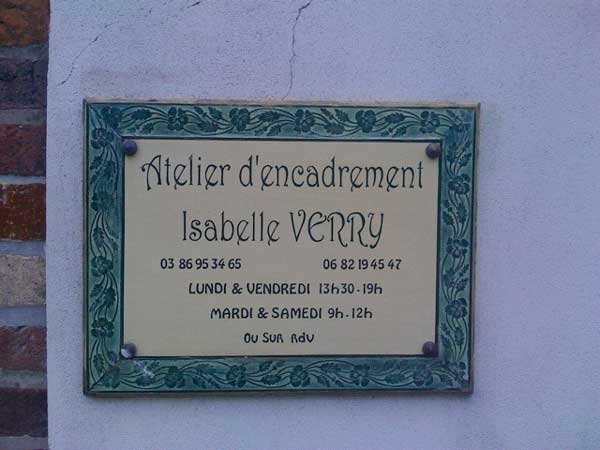 Atelier d'encadrement
Isabelle VERRY
03 86 95 34 65 06 82 19 45 47
LUNDI & VENDREDI 13h30-19h
MARDI & SAMEDI 9h-12h
OU SUR RdV